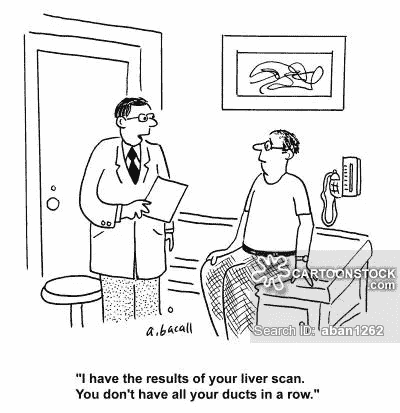 CARTOONSTOCK
.com
Search ID: aban1262
a.bacall
"I have the results of your liver scan.
You don't have all your ducts in a row."